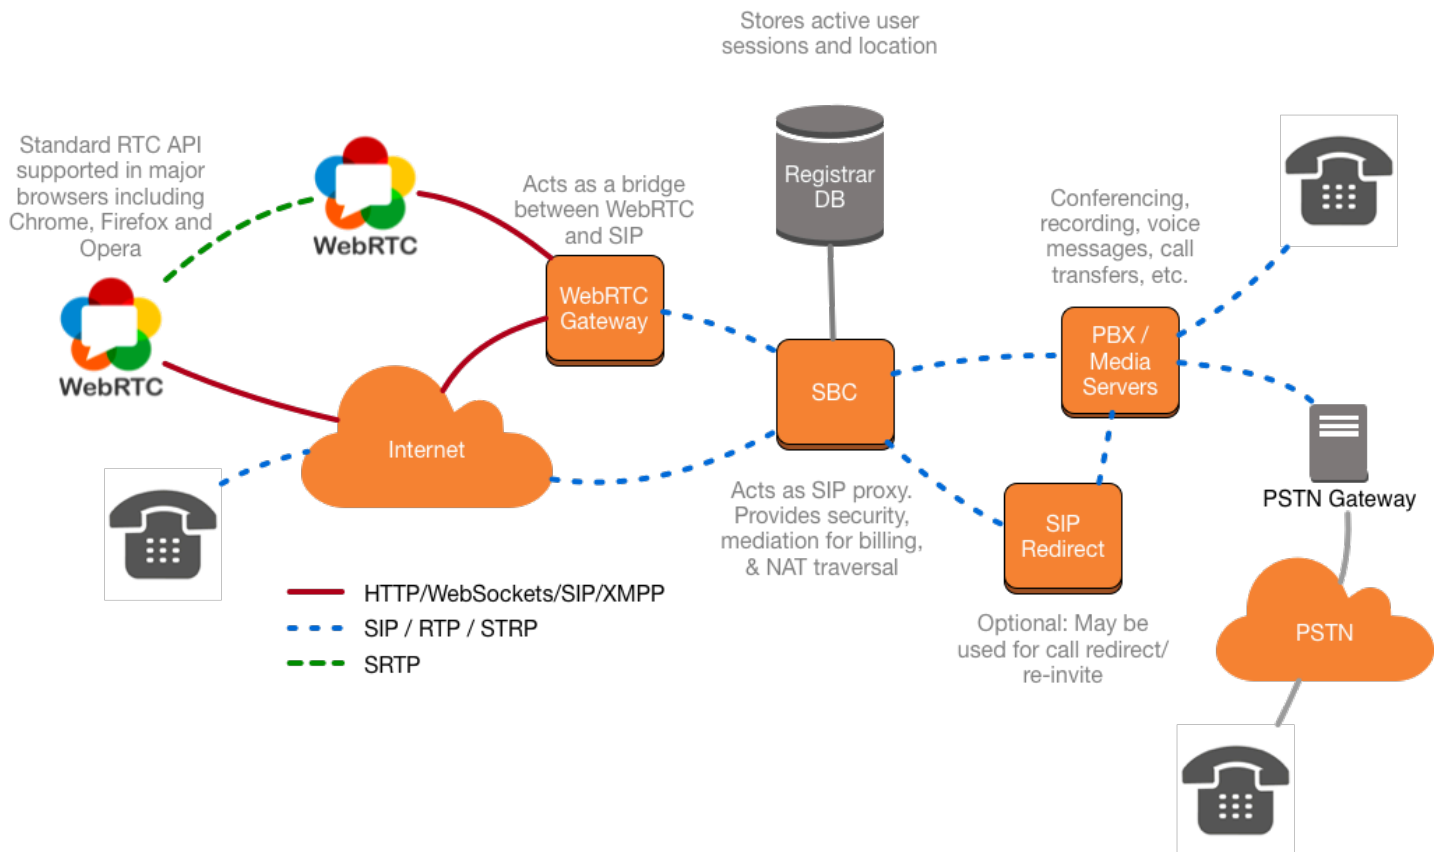 Stores active user
sessions and location
Standard RTC API
supported in major
browsers including
Chrome, Firefox and
Opera
WebRTC
Acts as a bridge
between WebRTC
and SIP
Registrar
DB
Conferencing,
recording, voice
messages, call
transfers, etc.
WebRTC
WebRTC
Gateway
SBC
PBX /
Media
Servers
Internet
Acts as SIP proxy.
Provides security,
mediation for billing,
& NAT traversal
SIP
Redirect
PSTN Gateway
HTTP/WebSockets/SIP/XMPP
SIP / RTP / STRP
SRTP
Optional: May be
used for call redirect/
re-invite
PSTN